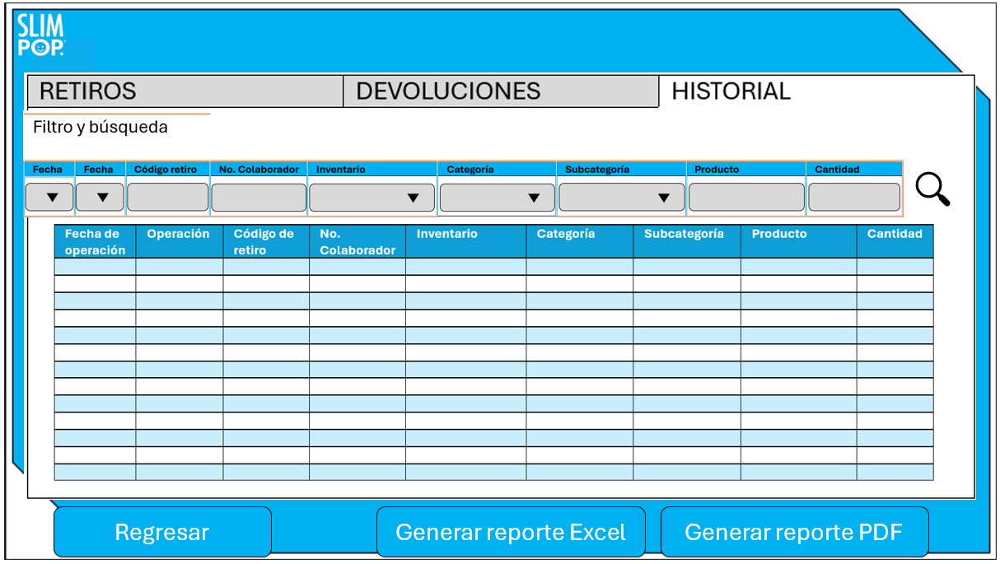 SLIM
POP.
RETIROS DEVOLUCIONES HISTORIAL
Filtro y búsqueda
Fecha Fecha Código retiro No. Colaborador Inventario Categoría Subcategoría Producto Cantidad
Fecha de operación Operación Código de retiro No. Colaborador Inventario Categoría Subcategoría Producto Cantidad
Regresar Generar reporte Excel Generar reporte PDF